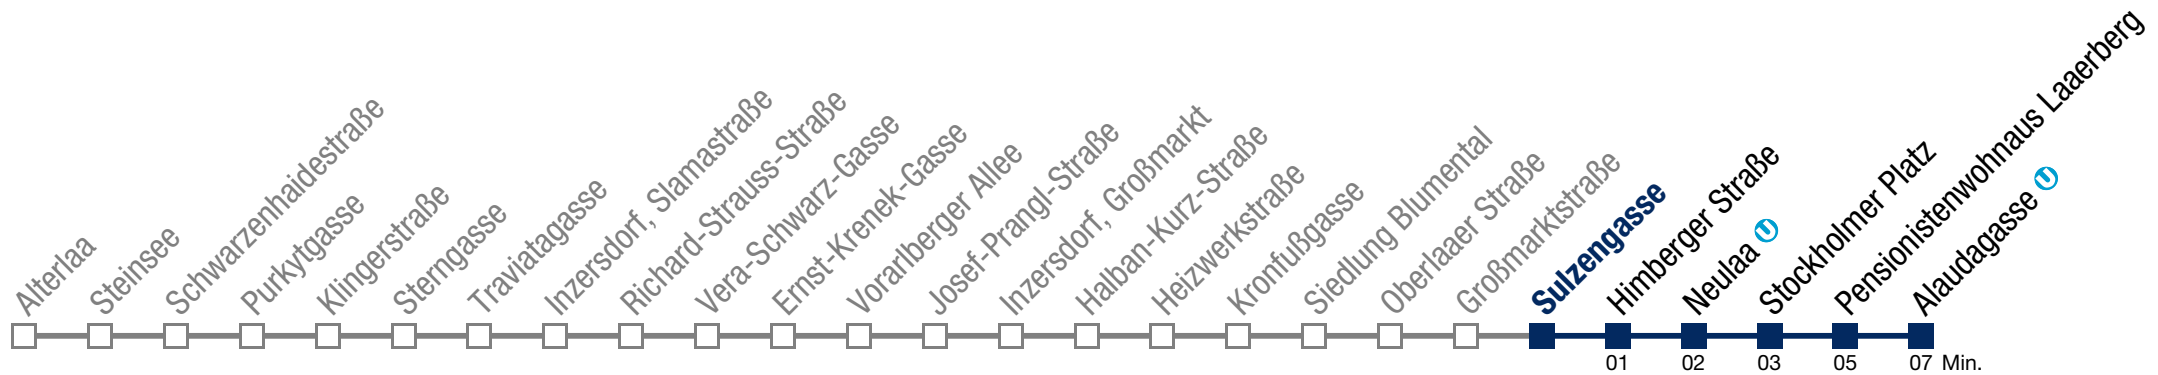 Alterlaa
Steinsee
Schwarzenhaidestraße
Purkytgasse
Klingerstraße
Sterngasse
Traviatagasse
Inzersdorf, Slamastraße
Richard-Strauss-Straße
Vera-Schwarz-Gasse
Ernst-Krenek-Gasse
Vorarlberger Allee
Josef-Prangl-Straße
Inzersdorf, Großmarkt
Halban-Kurz-Straße
Heizwerkstraße
Kronfußgasse
Siedlung Blumental
Oberlaaer Straße
Großmarktstraße
Sulzengasse
Himberger Straße
Neulaa U
Stockholmer Platz
Pensionistenwohnaus Laaerberg
Alaudagasse U
01 02 03 05 07 Min.